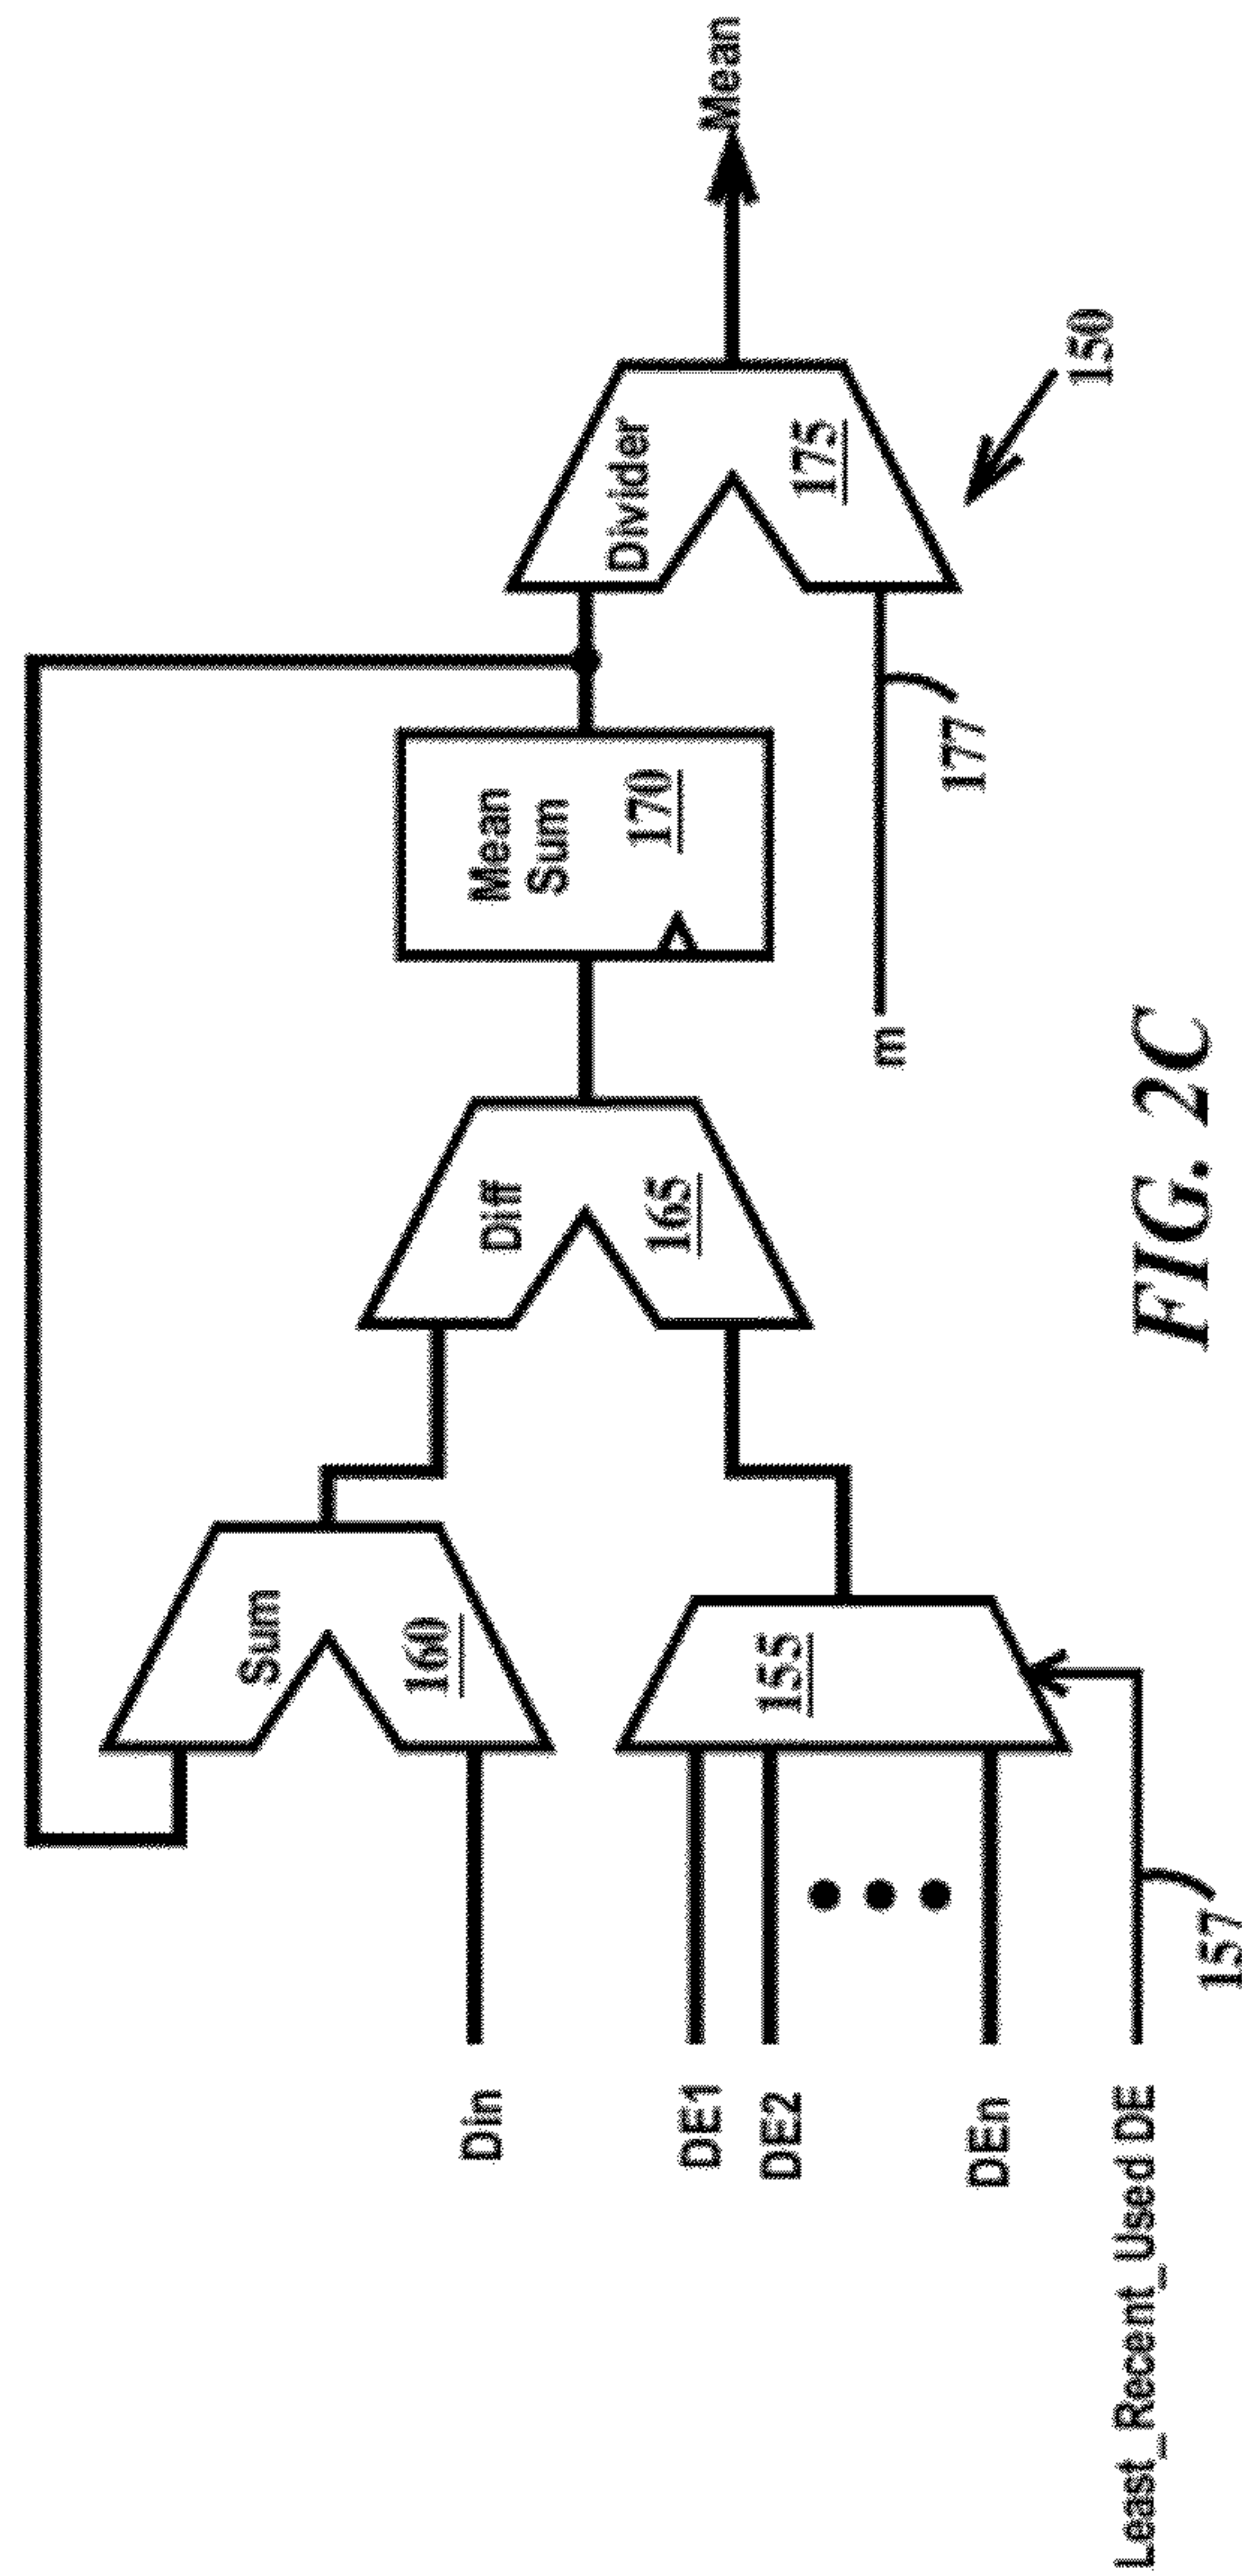 Din
DE1
DE2
DEn
Least_Recent_Used DE
157
Sum
160
155
Diff
165
Mean
Sum
170
m
177
Divider
175
Mean
150
FIG. 2C